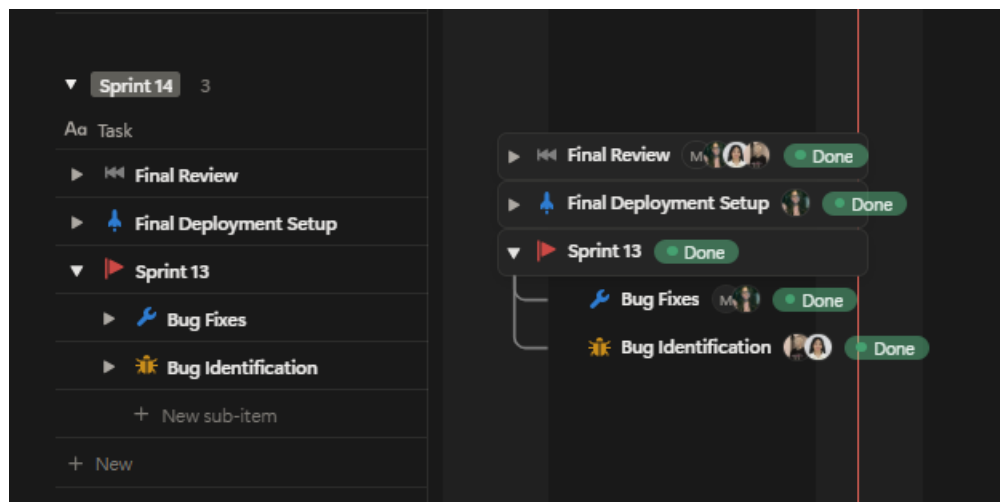 Sprint 14 3
Aa Task
Final Review
Final Deployment Setup
Sprint 13
Bug Fixes
Bug Identification
+ New sub-item
+ New
Final Review M Done
Final Deployment Setup Done
Sprint 13 Done
Bug Fixes M Done
Bug Identification Done